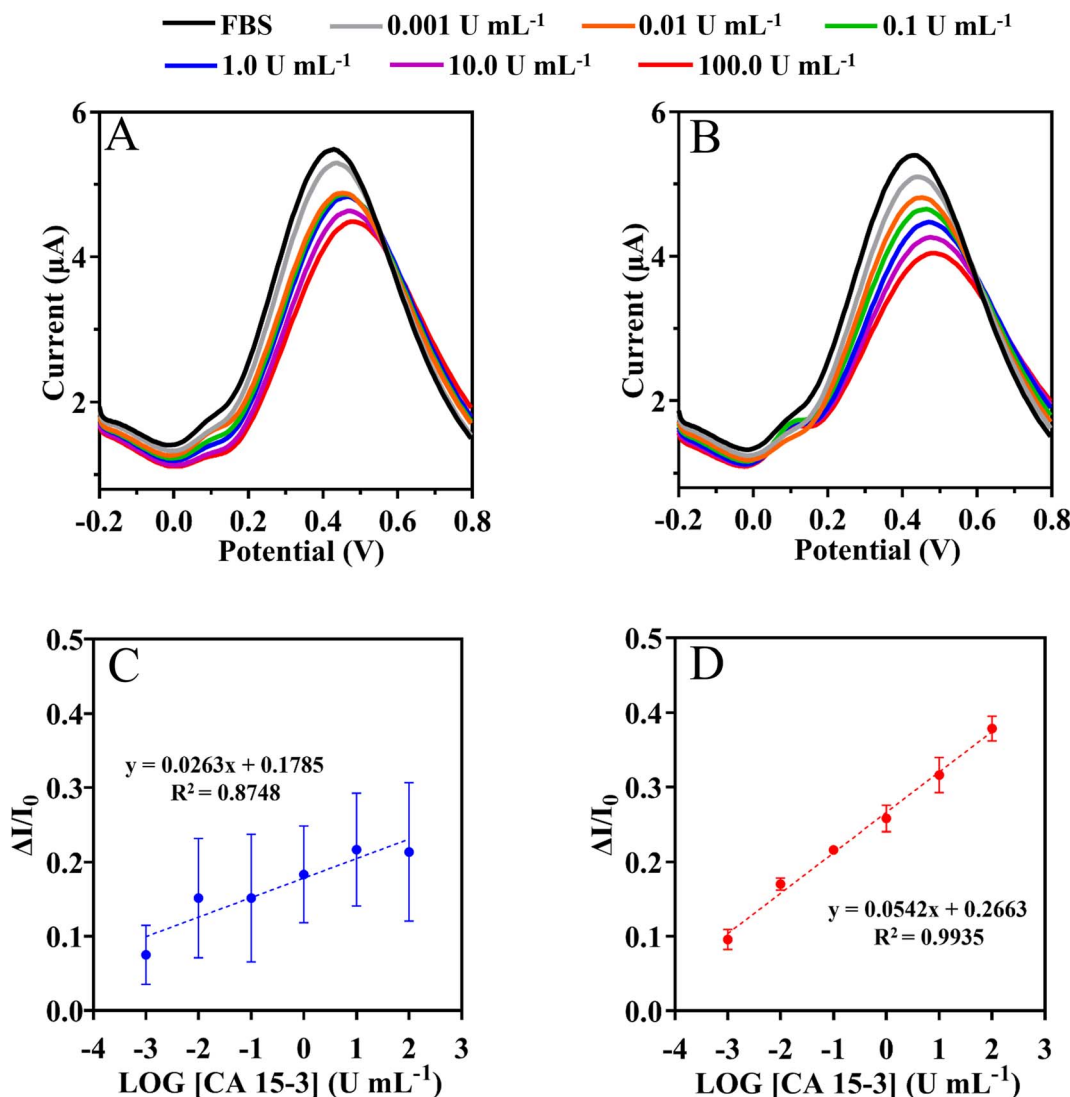 FBS 0.001 U mL-1 0.01 U mL-1 0.1 U mL-1
1.0 U mL-1 10.0 U mL-1 100.0 U mL-1
A
6
4
2
Current (µA)
-0.2 0.0 0.2 0.4 0.6 0.8
Potential (V)
B
6
4
2
Current (µA)
-0.2 0.0 0.2 0.4 0.6 0.8
Potential (V)
C
0.5
0.4
0.3
0.2
0.1
0.0
ΔI/I0
y = 0.0263x + 0.1785
R2 = 0.8748
-4 -3 -2 -1 0 1 2 3
LOG [CA 15-3] (U mL-1)
D
0.5
0.4
0.3
0.2
0.1
0.0
ΔI/I0
y = 0.0542x + 0.2663
R2 = 0.9935
-4 -3 -2 -1 0 1 2 3
LOG [CA 15-3] (U mL-1)